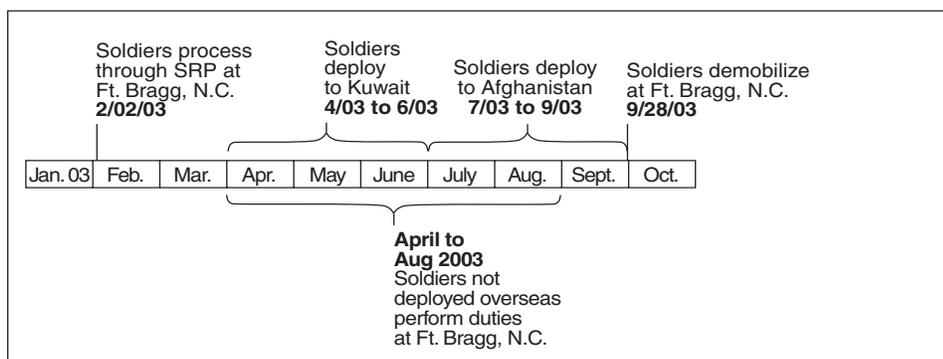 Soldiers process
through SRP at
Ft. Bragg, N.C.
2/02/03
Soldiers
deploy
to Kuwait
4/03 to 6/03
Soldiers deploy
to Afghanistan
7/03 to 9/03
Soldiers demobilize
at Ft. Bragg, N.C.
9/28/03
Jan. 03 Feb. Mar. Apr. May June July Aug. Sept. Oct.
April to
Aug 2003
Soldiers not
deployed overseas
perform duties
at Ft. Bragg, N.C.